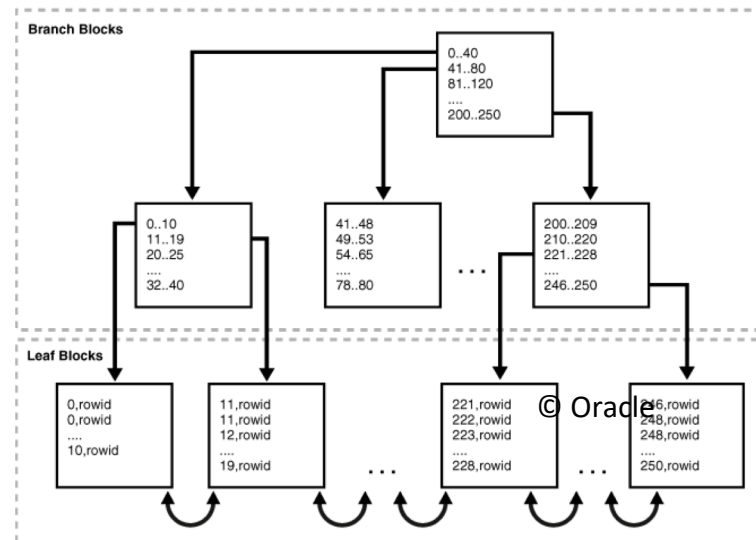 Branch Blocks
0..40
41..80
81..120
....
200..250
0..10
11..19
20..25
....
32..40
41..48
49..53
54..65
....
78..80
...
200..209
210..220
221..228
....
246..250
Leaf Blocks
0,rowid
0,rowid
....
10,rowid
11,rowid
11,rowid
12,rowid
....
19,rowid
...
221,rowid
222,rowid
223,rowid
....
228,rowid
© Oracle
...
246,rowid
248,rowid
248,rowid
....
250,rowid